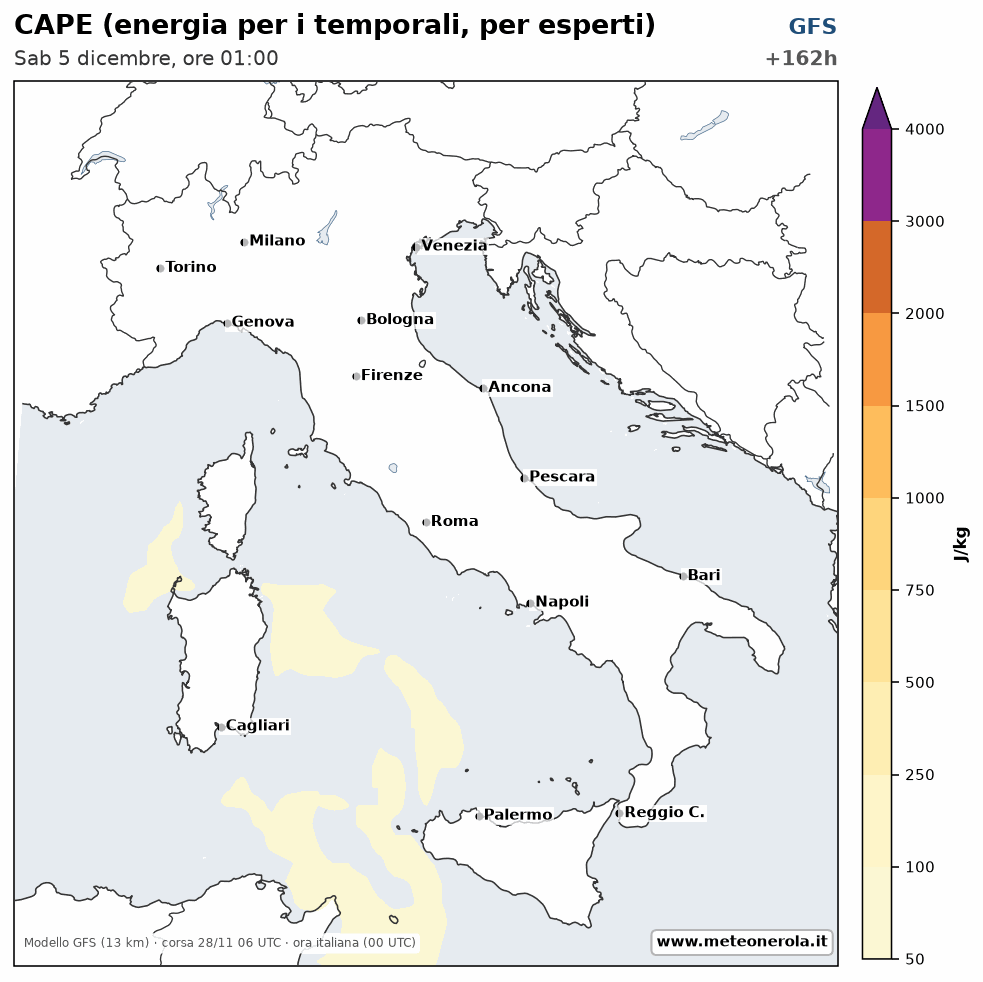 CAPE (energia per i temporali, per esperti)
GFS
Sab 5 dicembre, ore 01:00
+162h
4000
3000
2000
1500
1000
750
500
250
100
50
J/kg
Milano
Venezia
Torino
Genova
Bologna
Firenze
Ancona
Pescara
Roma
Bari
Napoli
Cagliari
Palermo
Reggio C.
Modello GFS (13 km) · corsa 28/11 06 UTC · ora italiana (00 UTC)
www.meteonerola.it